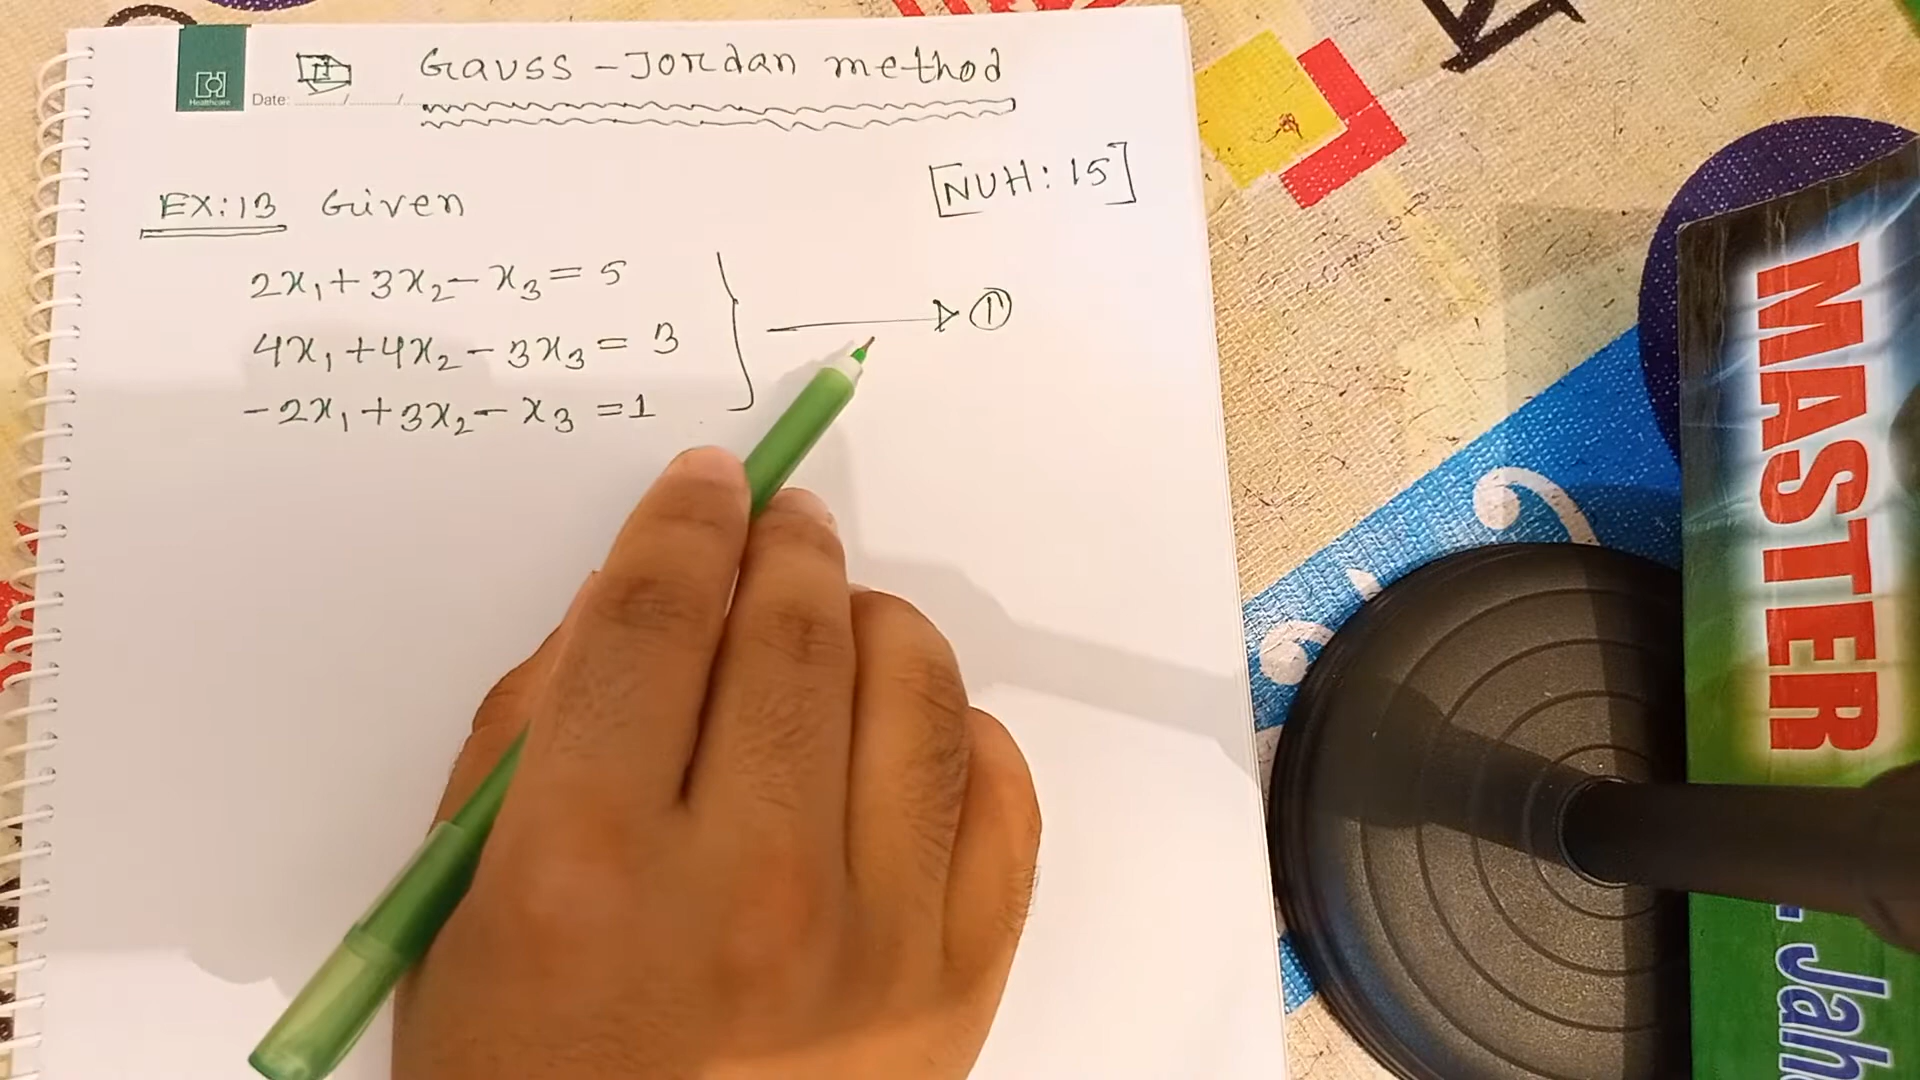 Gauss-Jordan method
Healthcare
Date: ......../......../...
[NUH: 15]
EX: 13 Given
2x₁ + 3x₂ - x₃ = 5
4x₁ + 4x₂ - 3x₃ = 3
-2x₁ + 3x₂ - x₃ = 1
MASTER
Jah